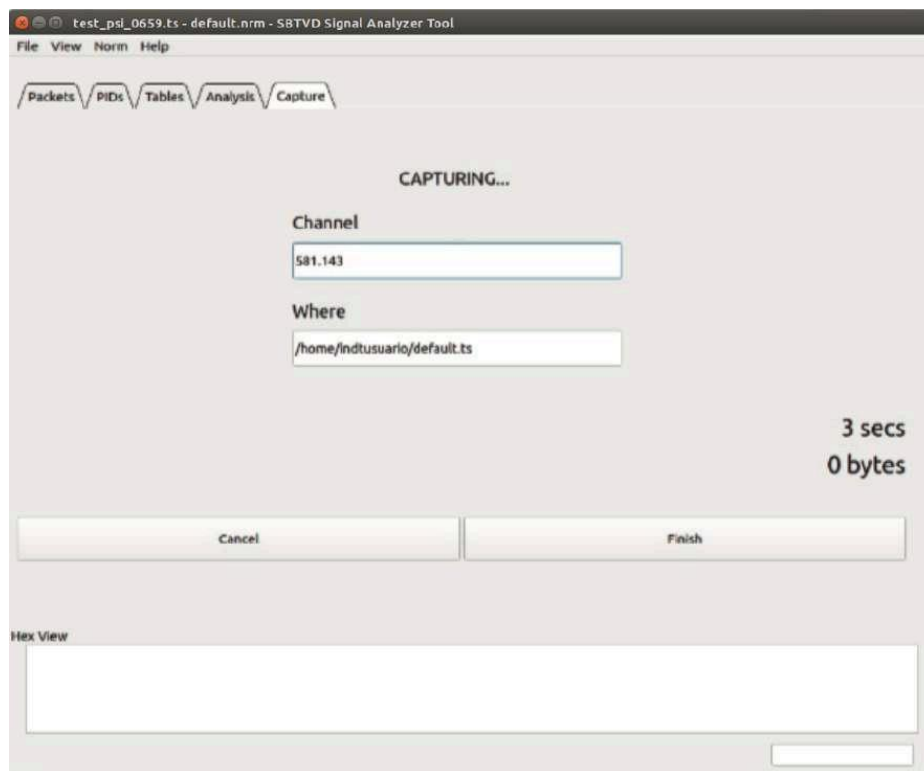 test_psi_0659.ts - default.nrm - SBTVD Signal Analyzer Tool
File View Norm Help
Packets PIDs Tables Analysis Capture
CAPTURING...
Channel
581.143
Where
/home/indtusuario/default.ts
3 secs
0 bytes
Cancel Finish
Hex View